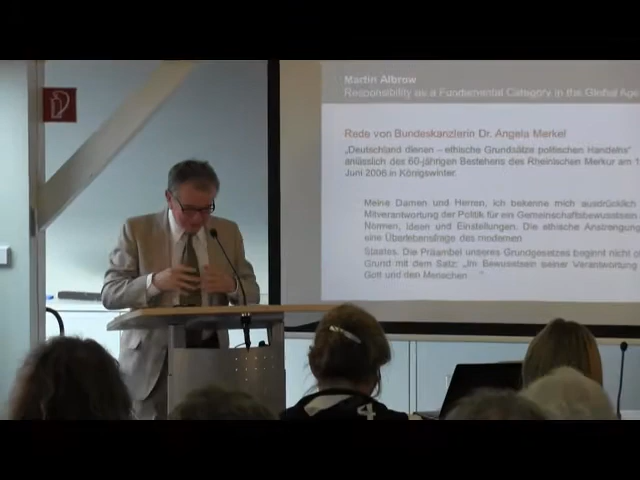 Martin Albrow
Responsibility as a Fundamental Category in the Global Age
Rede von Bundeskanzlerin Dr. Angela Merkel
„Deutschland dienen – ethische Grundsätze politischen Handelns"
anlässlich des 60-jährigen Bestehens des Rheinischen Merkur am 1
Juni 2006 in Königswinter
Meine Damen und Herren, ich bekenne mich ausdrücklich
Mitverantwortung der Politik für ein Gemeinschaftsbewusstsein
Normen, Ideen und Einstellungen. Die ethische Anstrengung
eine Überlebensfrage des modernen
Staates. Die Präambel unseres Grundgesetzes beginnt nicht
Grund mit dem Satz: „Im Bewusstsein seiner Verantwortung
Gott und den Menschen
4